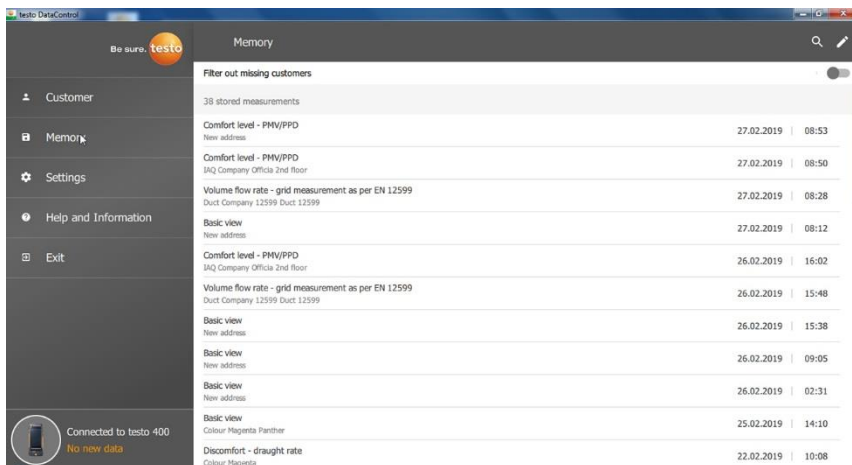 testo DataControl
Be sure. testo
Memory
Filter out missing customers
Customer
38 stored measurements
Memory
Settings
Help and Information
Exit
Comfort level - PMV/PPD
New address
27.02.2019 | 08:53
Comfort level - PMV/PPD
IAQ Company Officia 2nd floor
27.02.2019 | 08:50
Volume flow rate - grid measurement as per EN 12599
Duct Company 12599 Duct 12599
27.02.2019 | 08:28
Basic view
New address
27.02.2019 | 08:12
Comfort level - PMV/PPD
IAQ Company Officia 2nd floor
26.02.2019 | 16:02
Volume flow rate - grid measurement as per EN 12599
Duct Company 12599 Duct 12599
26.02.2019 | 15:48
Basic view
New address
26.02.2019 | 15:38
Basic view
New address
26.02.2019 | 09:05
Basic view
New address
26.02.2019 | 02:31
Basic view
Colour Magenta Panther
25.02.2019 | 14:10
Discomfort - draught rate
Colour Magenta
22.02.2019 | 10:08
Connected to testo 400
No new data